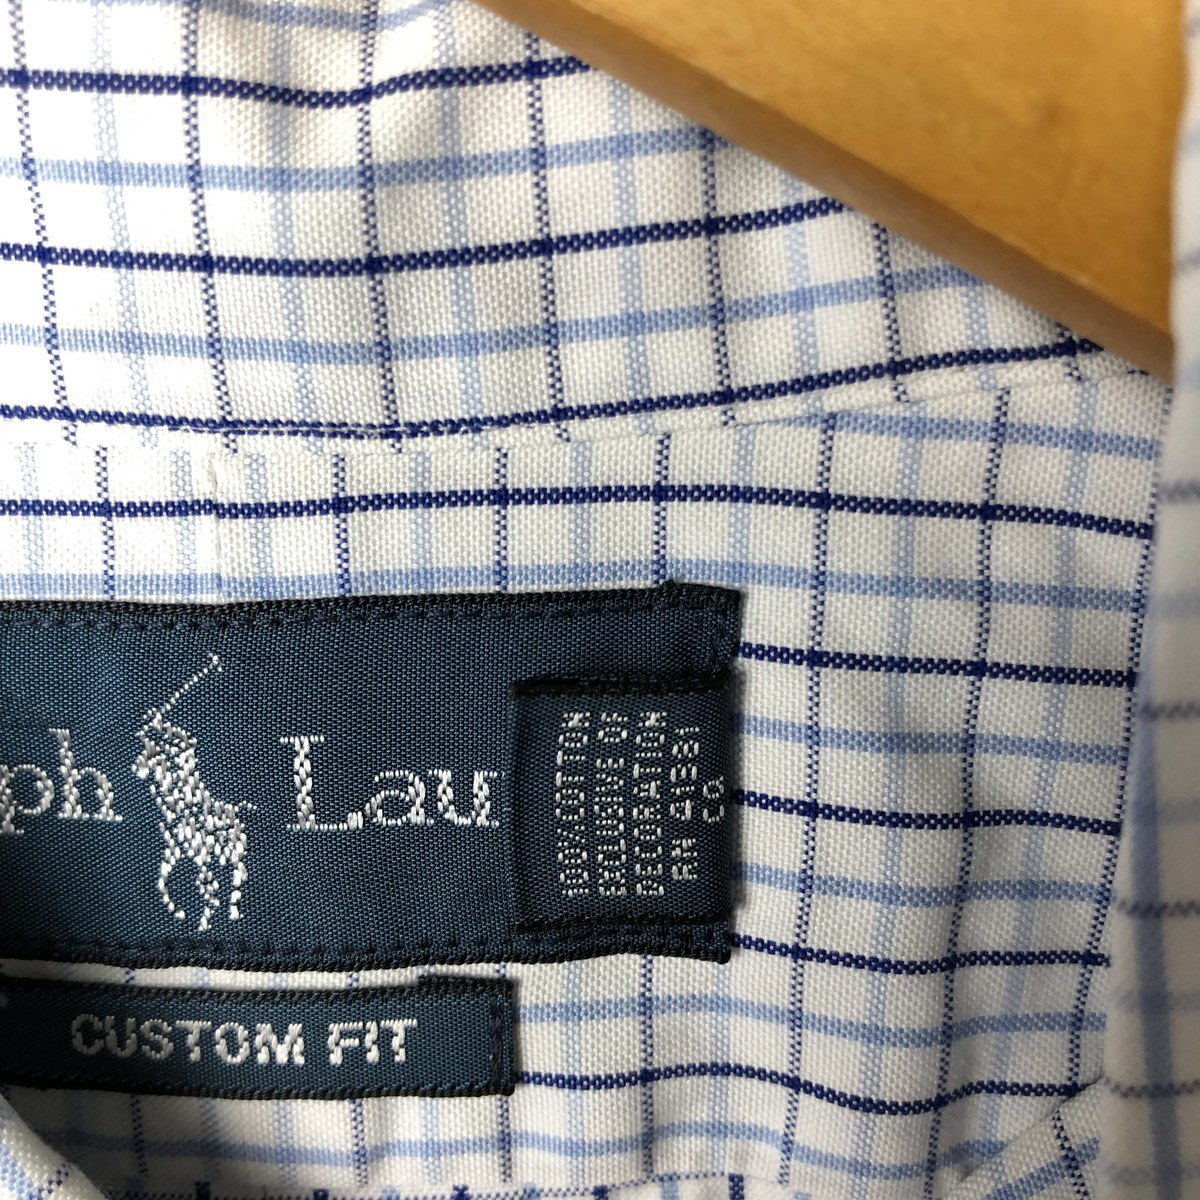 ph Lau
100% COTTON
EXCLUSIVE OF
DECORATION
RN 41381
CUSTOM FIT